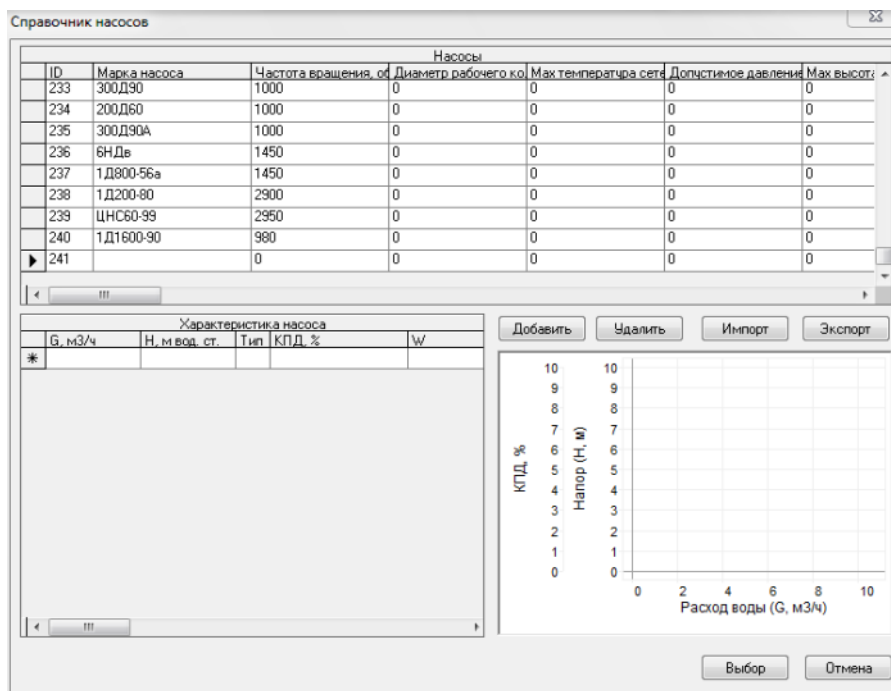 Справочник насосов
Насосы
ID Марка насоса Частота вращения, об Диаметр рабочего ко. Max температура сете Допустимое давление Max высота
233 300Д90 1000 0 0 0 0
234 200Д60 1000 0 0 0 0
235 300Д90А 1000 0 0 0 0
236 6НДв 1450 0 0 0 0
237 1Д800-56а 1450 0 0 0 0
238 1Д200-80 2900 0 0 0 0
239 ЦНС60-99 2950 0 0 0 0
240 1Д1600-90 980 0 0 0 0
241 0 0 0 0 0
Характеристика насоса
G, м3/ч Н, м вод. ст. Тип КПД, % W
Добавить Удалить Импорт Экспорт
КПД, %
10
9
8
7
6
5
4
3
2
1
0
Напор (Н, м)
10
9
8
7
6
5
4
3
2
1
0
0 2 4 6 8 10
Расход воды (G, м3/ч)
Выбор Отмена